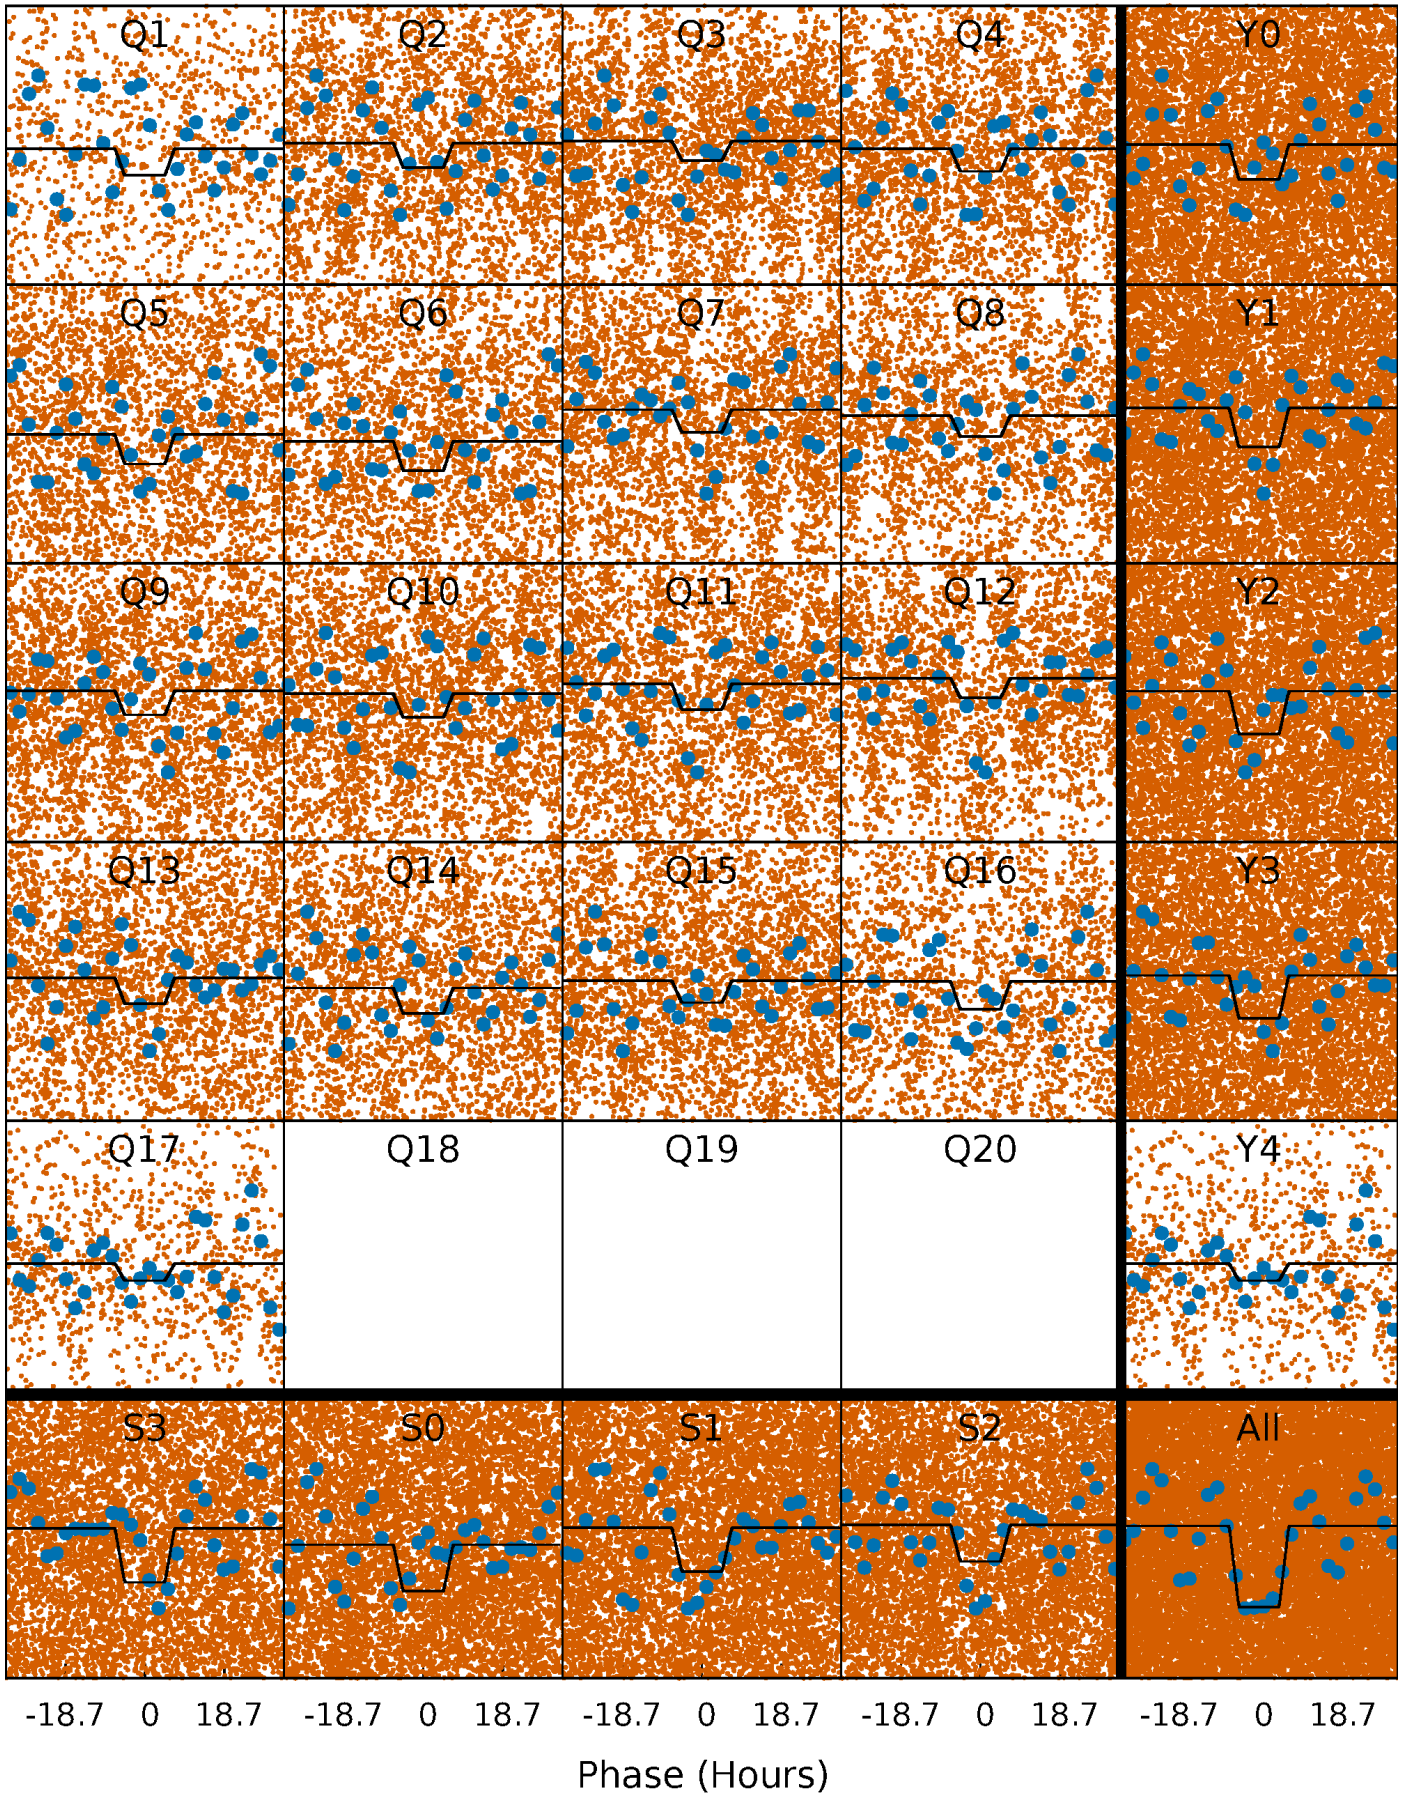 Q1 Q2 Q3 Q4 Y0
Q5 Q6 Q7 Q8 Y1
Q9 Q10 Q11 Q12 Y2
Q13 Q14 Q15 Q16 Y3
Q17 Q18 Q19 Q20 Y4
S3 S0 S1 S2 All
-18.7 0 18.7 -18.7 0 18.7 -18.7 0 18.7 -18.7 0 18.7 -18.7 0 18.7
Phase (Hours)